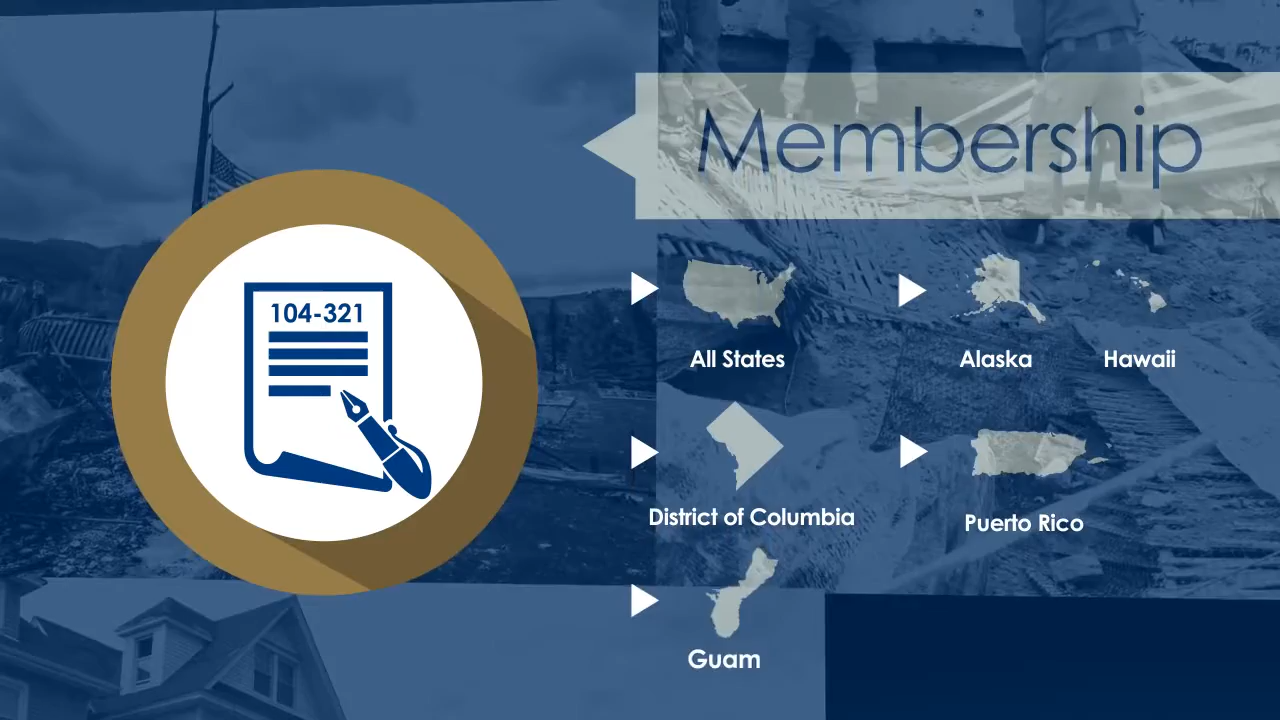 Membership
104-321
All States
Alaska
Hawaii
District of Columbia
Puerto Rico
Guam